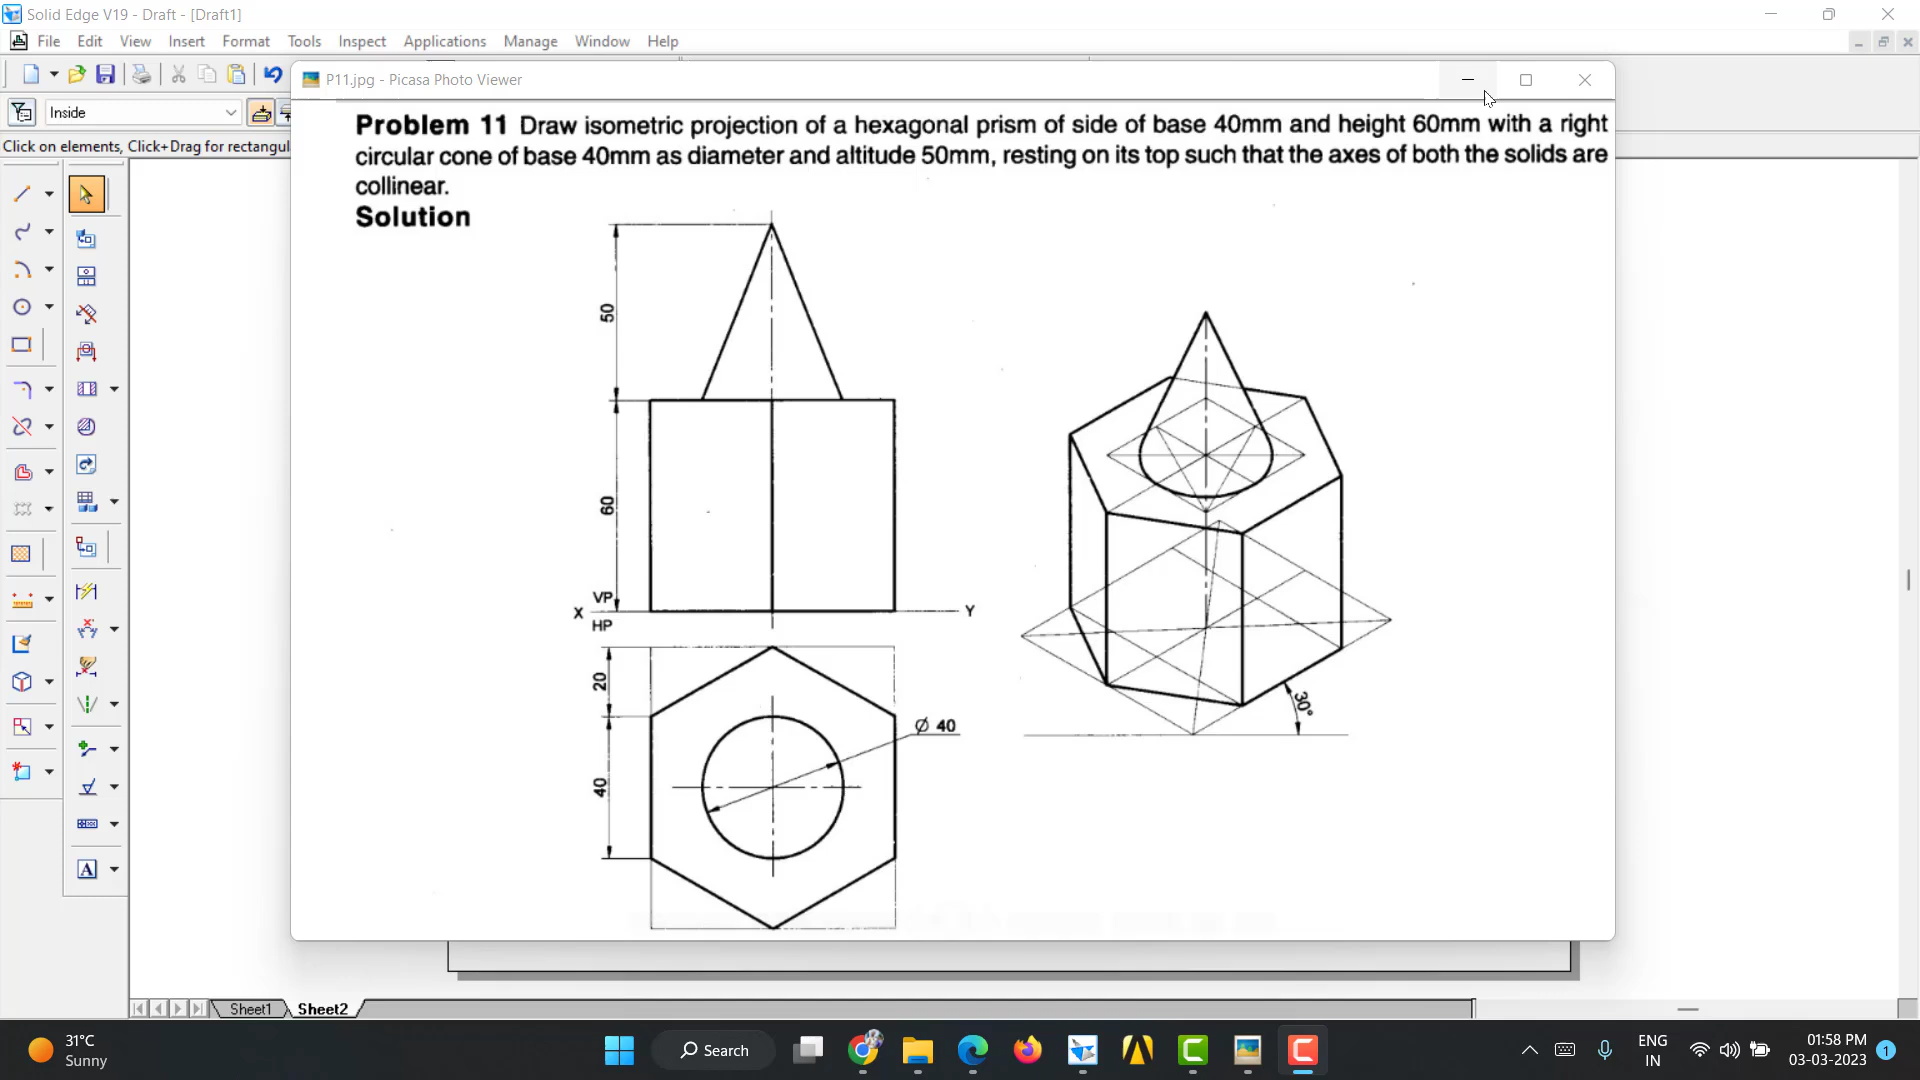 Solid Edge V19 - Draft - [Draft1]
File Edit View Insert Format Tools Inspect Applications Manage Window Help
P11.jpg - Picasa Photo Viewer
Inside
Click on elements, Click+Drag for rectangul
Problem 11 Draw isometric projection of a hexagonal prism of side of base 40mm and height 60mm with a right
circular cone of base 40mm as diameter and altitude 50mm, resting on its top such that the axes of both the solids are
collinear.
Solution
50
60
X VP Y
HP
20
40
Ø 40
30°
A
Sheet1 Sheet2
31°C
Sunny
Search
ENG
IN
01:58 PM
03-03-2023
1